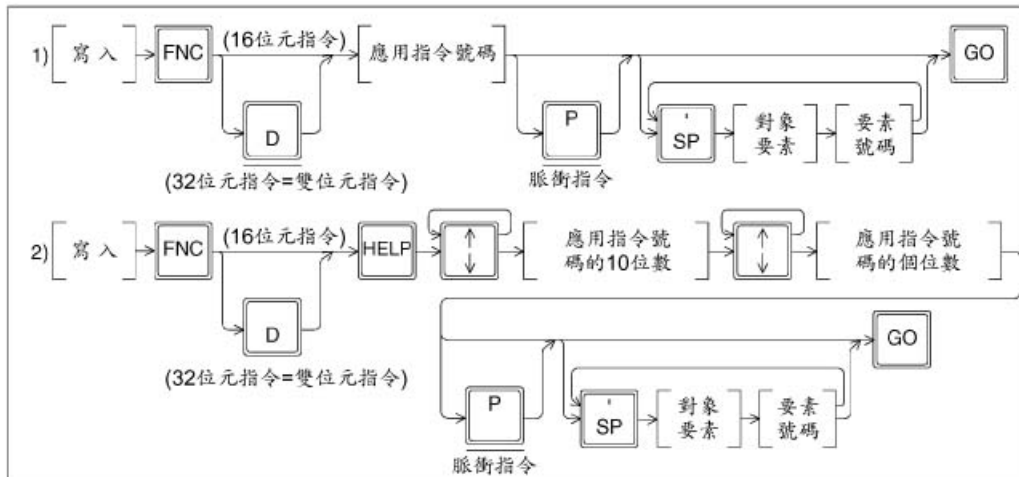 1) 寫入 FNC (16位元指令) 應用指令號碼 GO
D
P
'
SP
對象
要素
要素
號碼
(32位元指令=雙位元指令)
脈衝指令
2) 寫入 FNC (16位元指令) HELP ↑
↓
應用指令號
碼的10位數
↑
↓
應用指令號
碼的個位數
D
GO
(32位元指令=雙位元指令)
P
'
SP
對象
要素
要素
號碼
脈衝指令